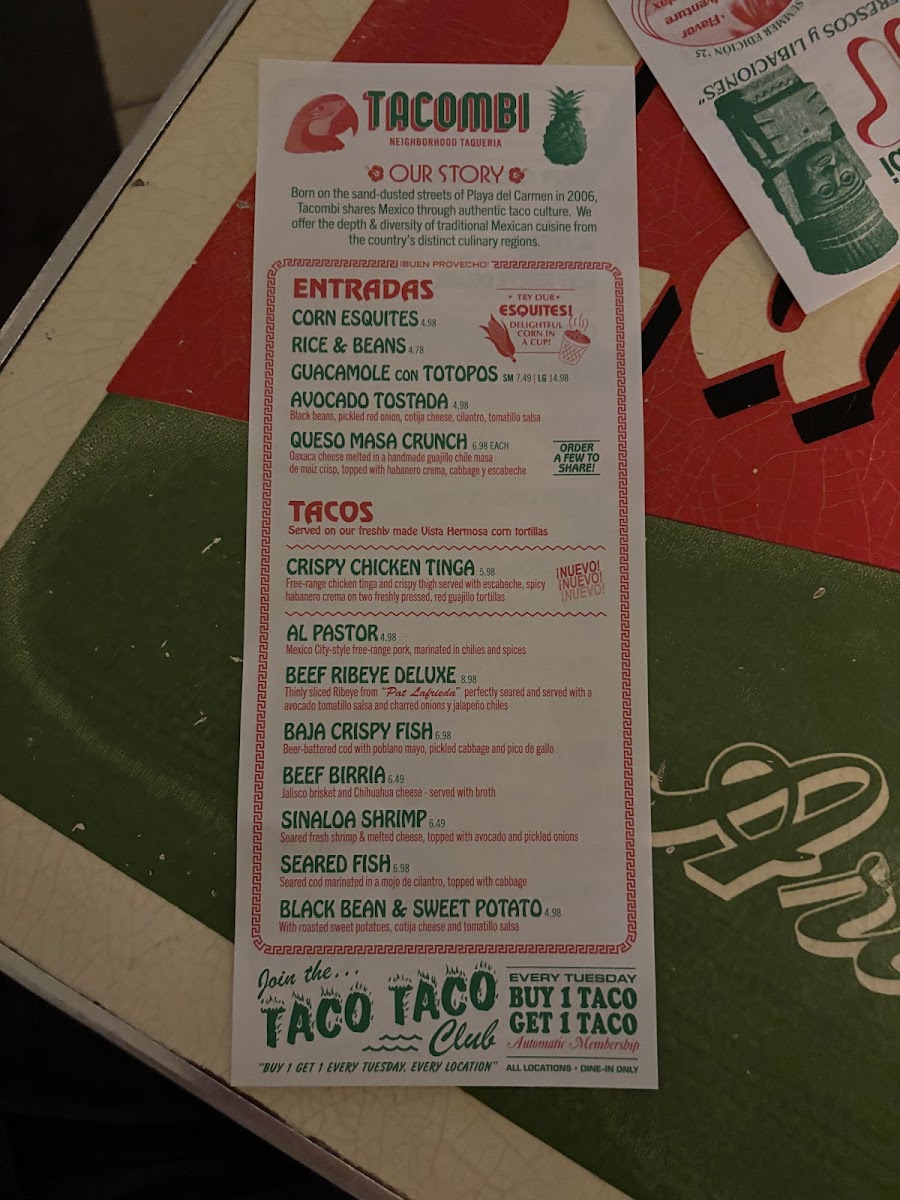 TACOMBI
NEIGHBORHOOD TAQUERIA
OUR STORY
Born on the sand-dusted streets of Playa del Carmen in 2006,
Tacombi shares Mexico through authentic taco culture. We
offer the depth & diversity of traditional Mexican cuisine from
the country's distinct culinary regions.
¡BUEN PROVECHO!
ENTRADAS
CORN ESQUITES 4.98
RICE & BEANS 4.78
• TRY OUR •
ESQUITES!
DELIGHTFUL
CORN IN
A CUP!
GUACAMOLE CON TOTOPOS SM 7.49 | LG 14.98
AVOCADO TOSTADA 4.98
Black beans, pickled red onion, cotija cheese, cilantro, tomatillo salsa
QUESO MASA CRUNCH 6.98 EACH
Oaxaca cheese melted in a handmade guajillo chile masa
de maiz crisp, topped with habanero crema, cabbage y escabeche
ORDER
A FEW TO
SHARE!
TACOS
Served on our freshly made Vista Hermosa corn tortillas
CRISPY CHICKEN TINGA 5.98
Free-range chicken tinga and crispy thigh served with escabeche, spicy
habanero crema on two freshly pressed, red guajillo tortillas
¡NUEVO!
¡NUEVO!
¡NUEVO!
AL PASTOR 4.98
Mexico City-style free-range pork, marinated in chilies and spices
BEEF RIBEYE DELUXE 8.98
Thinly sliced Ribeye from "Pat Lafrieda" perfectly seared and served with a
avocado tomatillo salsa and charred onions y jalapeño chiles
BAJA CRISPY FISH 6.98
Beer-battered cod with poblano mayo, pickled cabbage and pico de gallo
BEEF BIRRIA 6.49
Jalisco brisket and Chihuahua cheese - served with broth
SINALOA SHRIMP 6.49
Seared fresh shrimp & melted cheese, topped with avocado and pickled onions
SEARED FISH 6.98
Seared cod marinated in a mojo de cilantro, topped with cabbage
BLACK BEAN & SWEET POTATO 4.98
With roasted sweet potatoes, cotija cheese and tomatillo salsa
Join the...
TACO TACO
Club
"BUY 1 GET 1 EVERY TUESDAY. EVERY LOCATION"
EVERY TUESDAY
BUY 1 TACO
GET 1 TACO
Automatic Membership
ALL LOCATIONS • DINE-IN ONLY
• Flavor
SUMMER EDICIÓN '25
FRESCOS y LIBACIONES"